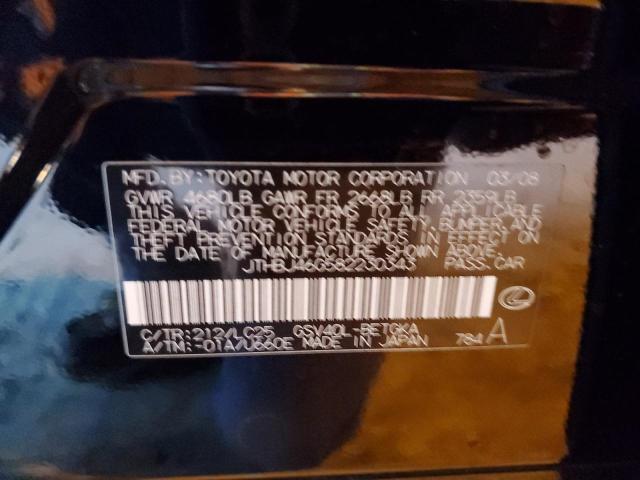 MFD. BY: TOYOTA MOTOR CORPORATION 03/08
GVWR 4680LB GAWR FR 2668LB RR 2359LB
THIS VEHICLE CONFORMS TO ALL APPLICABLE
FEDERAL MOTOR VEHICLE SAFETY, BUMPER, AND
THEFT PREVENTION STANDARDS IN EFFECT ON
THE DATE OF MANUFACTURE SHOWN ABOVE.
PASS. CAR
C/TR: 212/LC25 GSV40L-BETGKA
A/TM: -01A/U660E MADE IN JAPAN 784 A